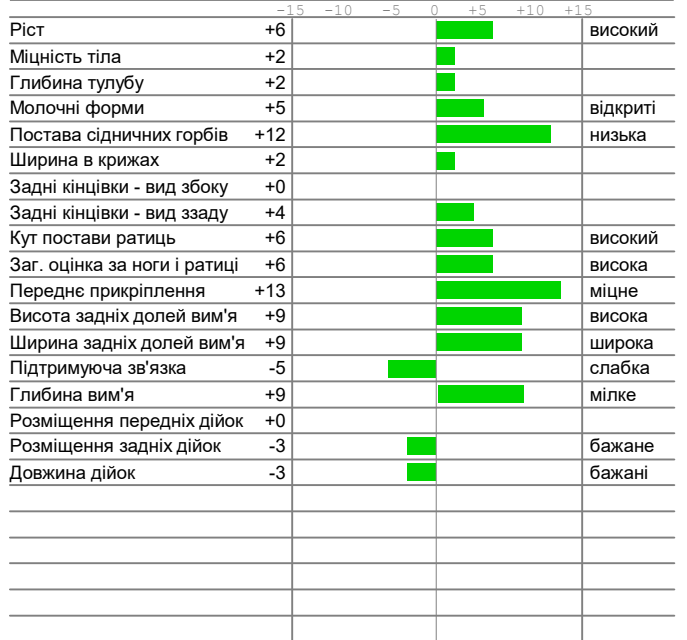 -15 -10 -5 0 +5 +10 +15
Ріст +6 високий
Міцність тіла +2
Глибина тулубу +2
Молочні форми +5 відкриті
Постава сідничних горбів +12 низька
Ширина в крижах +2
Задні кінцівки - вид збоку +0
Задні кінцівки - вид ззаду +4
Кут постави ратиць +6 високий
Заг. оцінка за ноги і ратиці +6 висока
Переднє прикріплення +13 міцне
Висота задніх долей вим'я +9 висока
Ширина задніх долей вим'я +9 широка
Підтримуюча зв'язка -5 слабка
Глибина вим'я +9 мілке
Розміщення передніх дійок +0
Розміщення задніх дійок -3 бажане
Довжина дійок -3 бажані